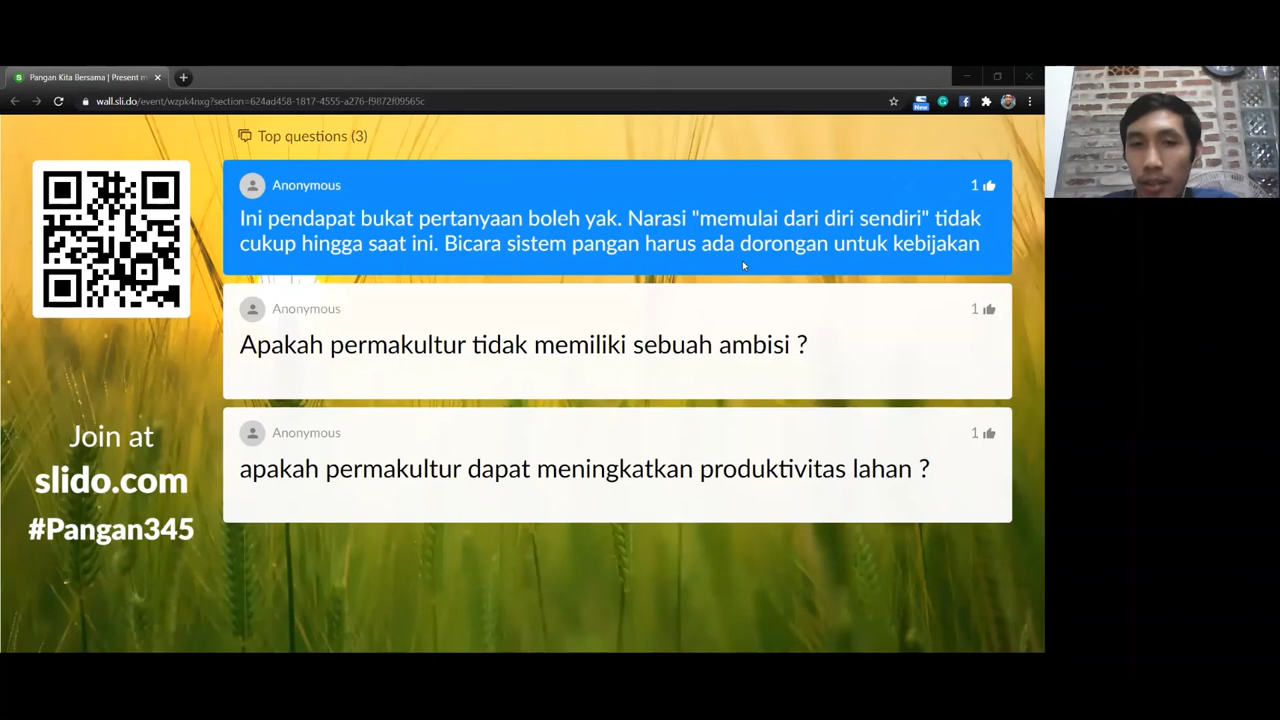 Pangan Kita Bersama | Present m
wall.sli.do/event/wzpk4nxg?section=624ad458-1817-4555-a276-f9872f09565c
New
Top questions (3)
Anonymous
1
Ini pendapat bukat pertanyaan boleh yak. Narasi "memulai dari diri sendiri" tidak
cukup hingga saat ini. Bicara sistem pangan harus ada dorongan untuk kebijakan
Anonymous
1
Apakah permakultur tidak memiliki sebuah ambisi ?
Anonymous
1
apakah permakultur dapat meningkatkan produktivitas lahan ?
Join at
slido.com
#Pangan345